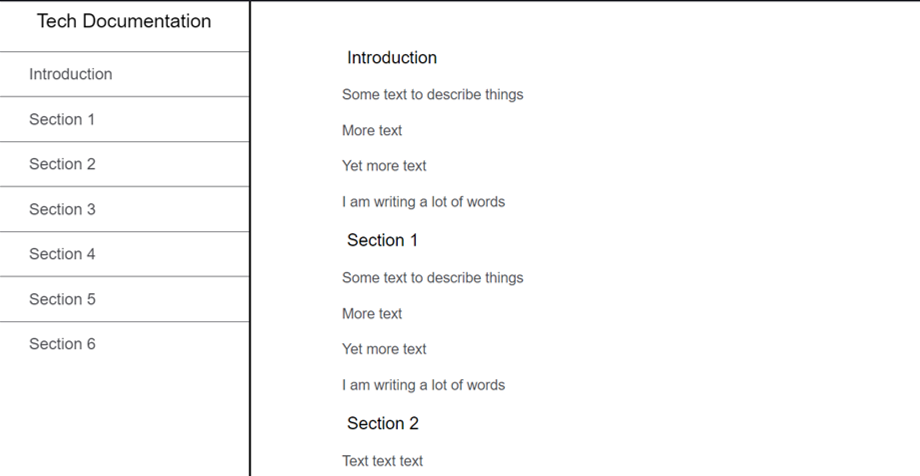 Tech Documentation
Introduction
Section 1
Section 2
Section 3
Section 4
Section 5
Section 6
Introduction
Some text to describe things
More text
Yet more text
I am writing a lot of words
Section 1
Some text to describe things
More text
Yet more text
I am writing a lot of words
Section 2
Text text text